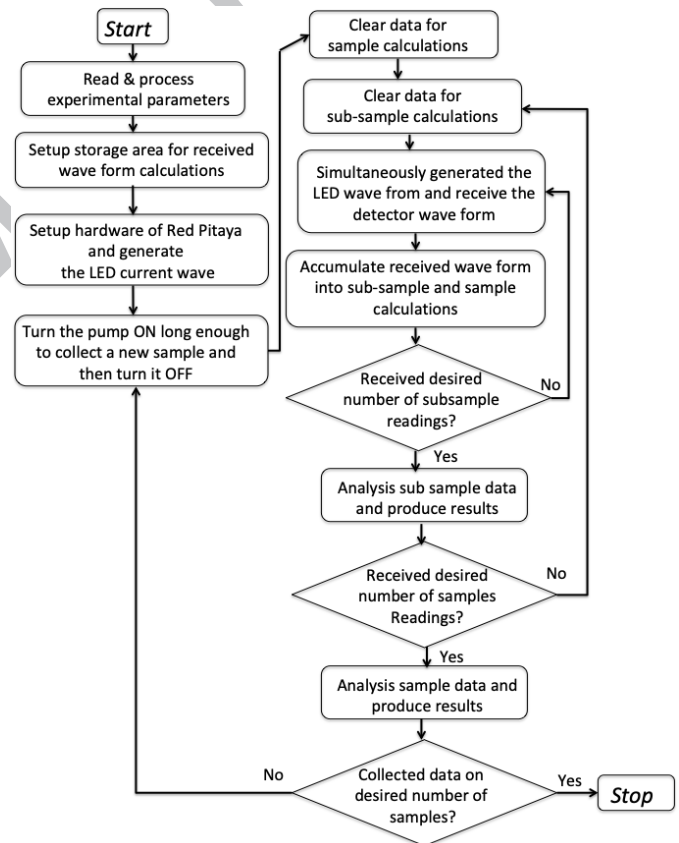 Start
Read & process
experimental parameters
Setup storage area for received
wave form calculations
Setup hardware of Red Pitaya
and generate
the LED current wave
Turn the pump ON long enough
to collect a new sample and
then turn it OFF
Clear data for
sample calculations
Clear data for
sub-sample calculations
Simultaneously generated the
LED wave from and receive the
detector wave form
Accumulate received wave form
into sub-sample and sample
calculations
Received desired
number of subsample
readings?
No
Yes
Analysis sub sample data
and produce results
Received desired
number of samples
Readings?
No
Yes
Analysis sample data and
produce results
Collected data on
desired number of
samples?
No
Yes
Stop